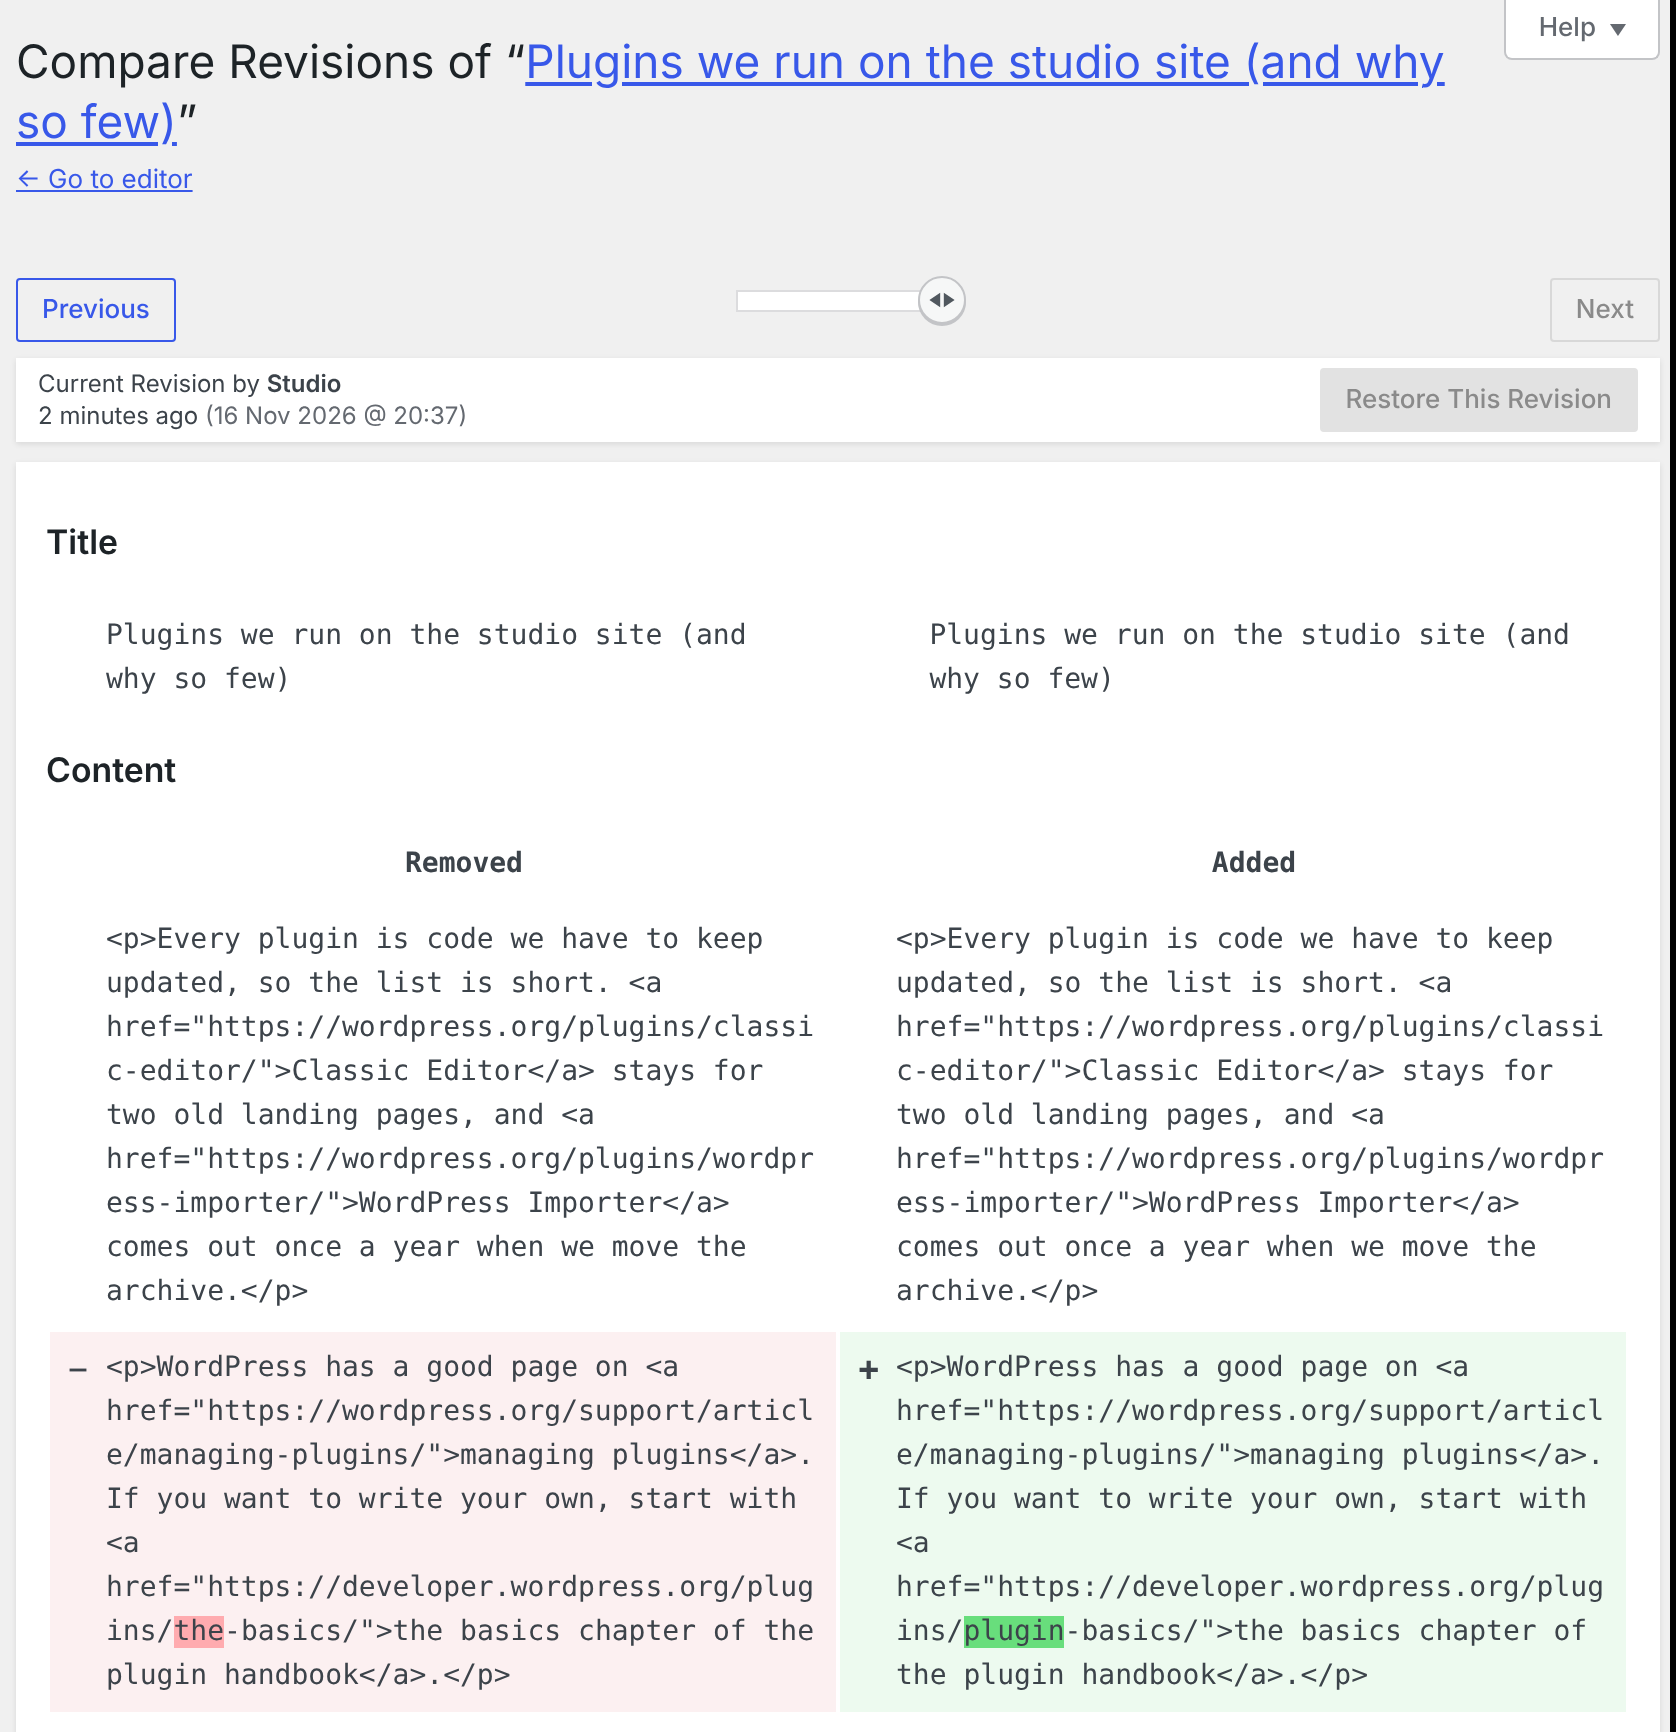 Help ▼
Compare Revisions of “Plugins we run on the studio site (and why
so few)”
← Go to editor
Previous
Next
Current Revision by Studio
2 minutes ago (16 Nov 2026 @ 20:37)
Restore This Revision
Title
Plugins we run on the studio site (and
why so few)
Plugins we run on the studio site (and
why so few)
Content
Removed
<p>Every plugin is code we have to keep
updated, so the list is short. <a
href="https://wordpress.org/plugins/classi
c-editor/">Classic Editor</a> stays for
two old landing pages, and <a
href="https://wordpress.org/plugins/wordpr
ess-importer/">WordPress Importer</a>
comes out once a year when we move the
archive.</p>
− <p>WordPress has a good page on <a
href="https://wordpress.org/support/articl
e/managing-plugins/">managing plugins</a>.
If you want to write your own, start with
<a
href="https://developer.wordpress.org/plug
ins/the-basics/">the basics chapter of the
plugin handbook</a>.</p>
Added
<p>Every plugin is code we have to keep
updated, so the list is short. <a
href="https://wordpress.org/plugins/classi
c-editor/">Classic Editor</a> stays for
two old landing pages, and <a
href="https://wordpress.org/plugins/wordpr
ess-importer/">WordPress Importer</a>
comes out once a year when we move the
archive.</p>
+ <p>WordPress has a good page on <a
href="https://wordpress.org/support/articl
e/managing-plugins/">managing plugins</a>.
If you want to write your own, start with
<a
href="https://developer.wordpress.org/plug
ins/plugin-basics/">the basics chapter of
the plugin handbook</a>.</p>